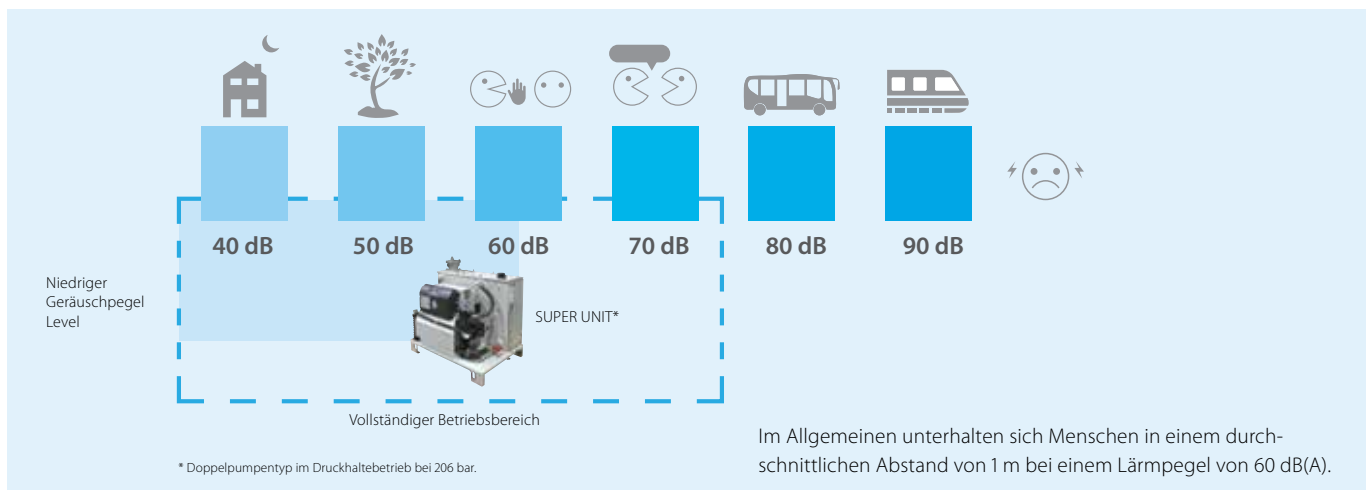 40 dB 50 dB 60 dB 70 dB 80 dB 90 dB
Niedriger
Geräuschpegel
Level
SUPER UNIT*
Vollständiger Betriebsbereich
* Doppelpumpentyp im Druckhaltebetrieb bei 206 bar.
Im Allgemeinen unterhalten sich Menschen in einem durch-
schnittlichen Abstand von 1 m bei einem Lärmpegel von 60 dB(A).